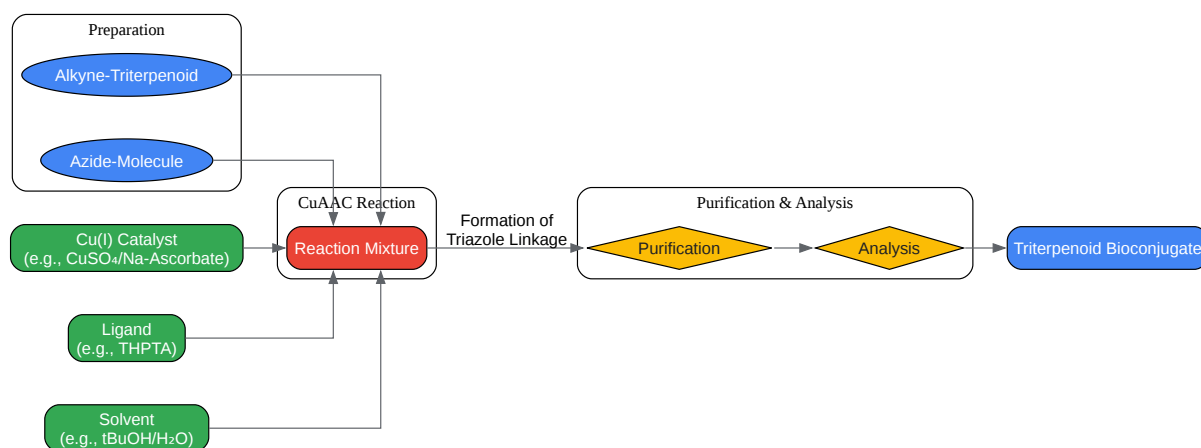 Preparation
Alkyne-Triterpenoid
Azide-Molecule
Cu(I) Catalyst
(e.g., CuSO₄/Na-Ascorbate)
Ligand
(e.g., THPTA)
Solvent
(e.g., tBuOH/H₂O)
CuAAC Reaction
Reaction Mixture
Formation of
Triazole Linkage
Purification & Analysis
Purification
Analysis
Triterpenoid Bioconjugate